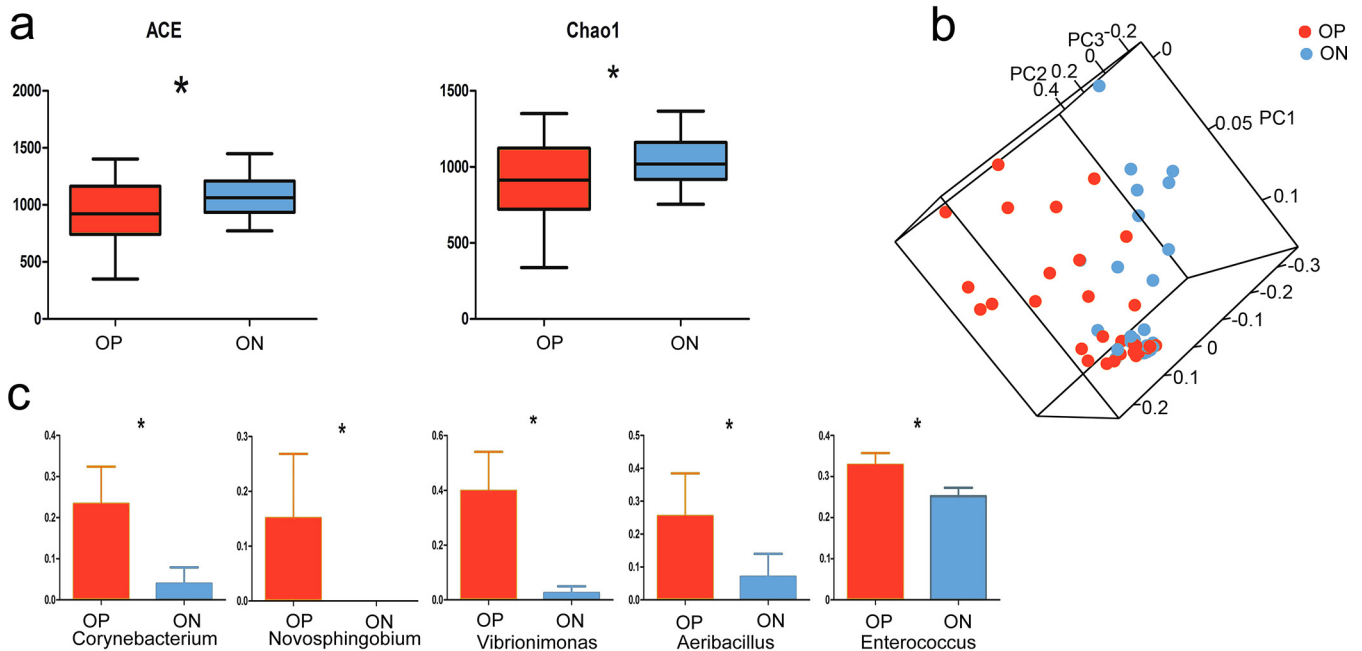 a
ACE
*
2000
1500
1000
500
0
OP ON
Chao1
*
1500
1000
500
0
OP ON
b
OP
ON
PC3 -0.2
0
PC2 0.2
0.4
0
0.05 PC1
0.1
-0.3
-0.2
-0.1
0
0.1
0.2
c
*
0.4
0.3
0.2
0.1
0.0
OP ON
Corynebacterium
*
0.3
0.2
0.1
0.0
OP ON
Novosphingobium
*
0.6
0.4
0.2
0.0
OP ON
Vibrionimonas
*
0.5
0.4
0.3
0.2
0.1
0.0
OP ON
Aeribacillus
*
0.4
0.3
0.2
0.1
0
OP ON
Enterococcus